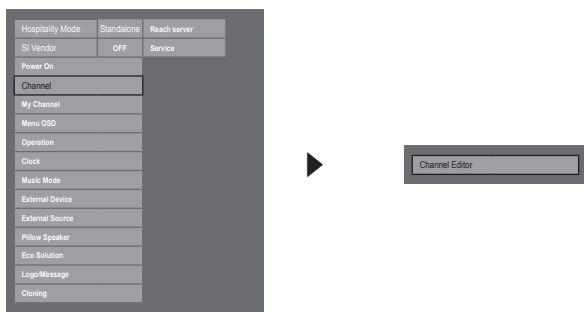 Hospitality Mode Standalone Reach server
SI Vendor OFF Service
Power On
Channel
My Channel
Menu OSD
Operation
Clock
Music Mode
External Device
External Source
Pillow Speaker
Eco Solution
Logo/Message
Cloning
Channel Editor